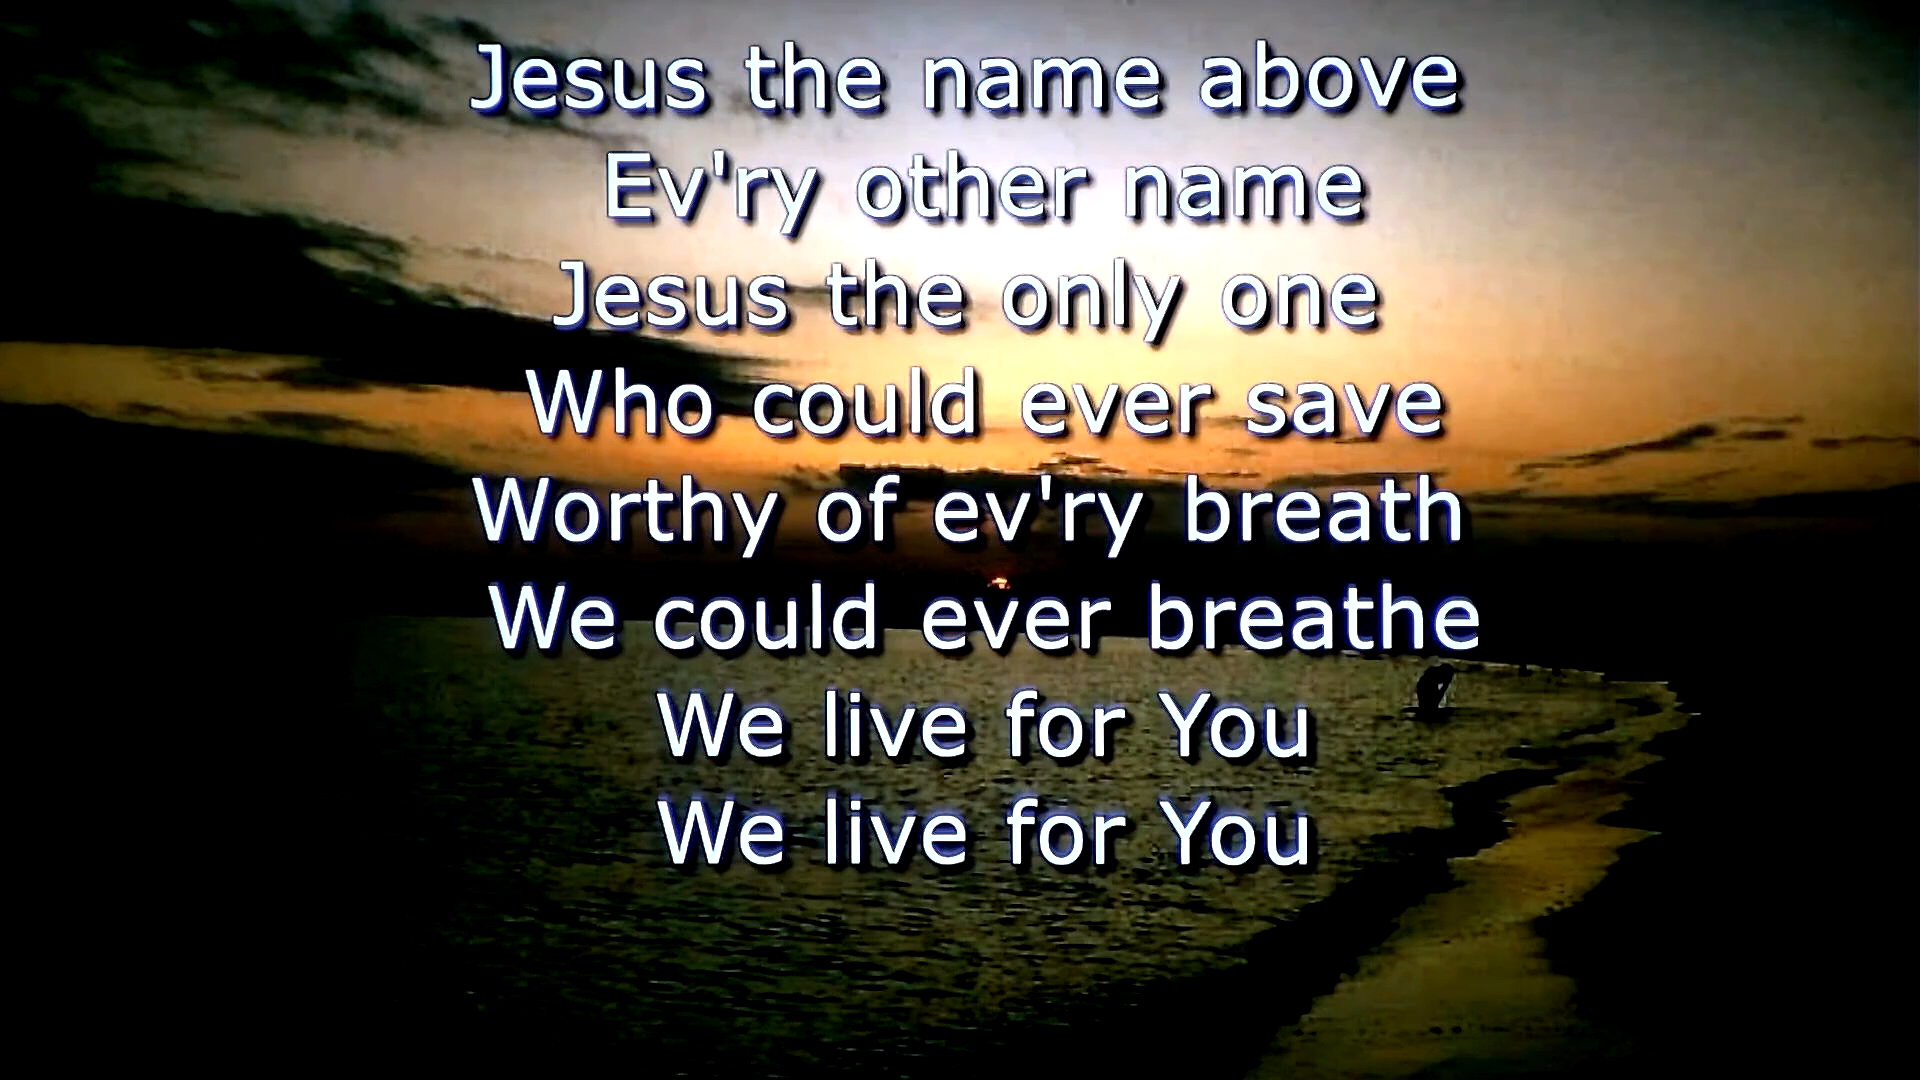 Jesus the name above
Ev'ry other name
Jesus the only one
Who could ever save
Worthy of ev'ry breath
We could ever breathe
We live for You
We live for You